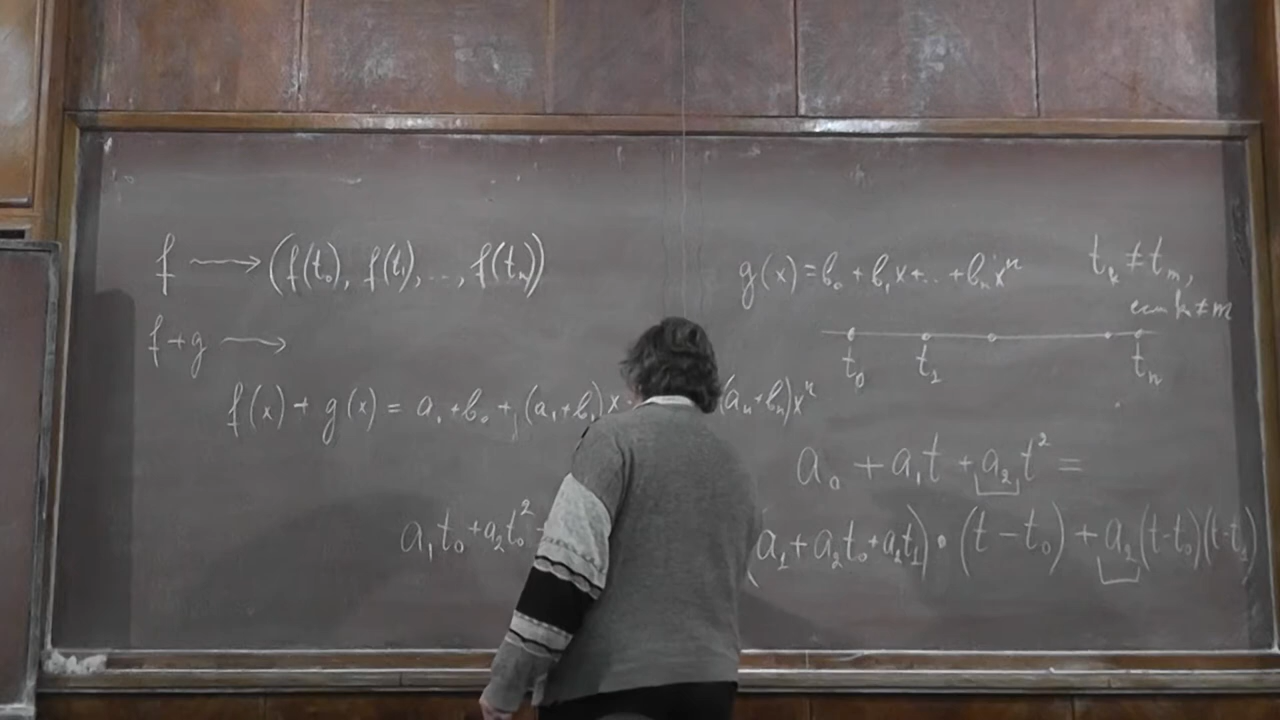 f → (f(t₀), f(t₁), ..., f(tₙ))
f + g →
f(x) + g(x) = a₀ + b₀ + (a₁+b₁)x (aₙ+bₙ)xⁿ
a₁t₀ + a₂t₀²
g(x) = b₀ + b₁x + ... + bₙxⁿ
tₖ ≠ tₘ,
если k ≠ m
t₀ t₁ tₙ
a₀ + a₁t + a₂t² =
(a₁ + a₂t₀ + a₂t₁)·(t − t₀) + a₂(t-t₀)(t-t₁)